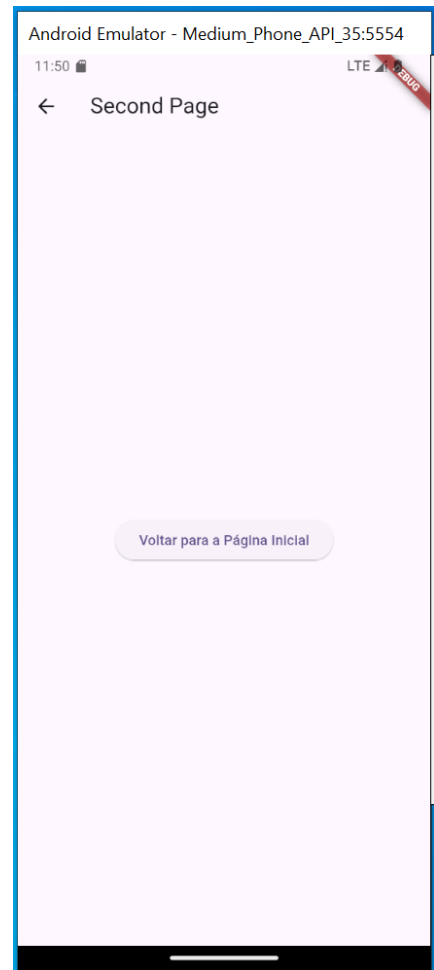 Android Emulator - Medium_Phone_API_35:5554
11:50 LTE
DEBUG
Second Page
Voltar para a Página Inicial